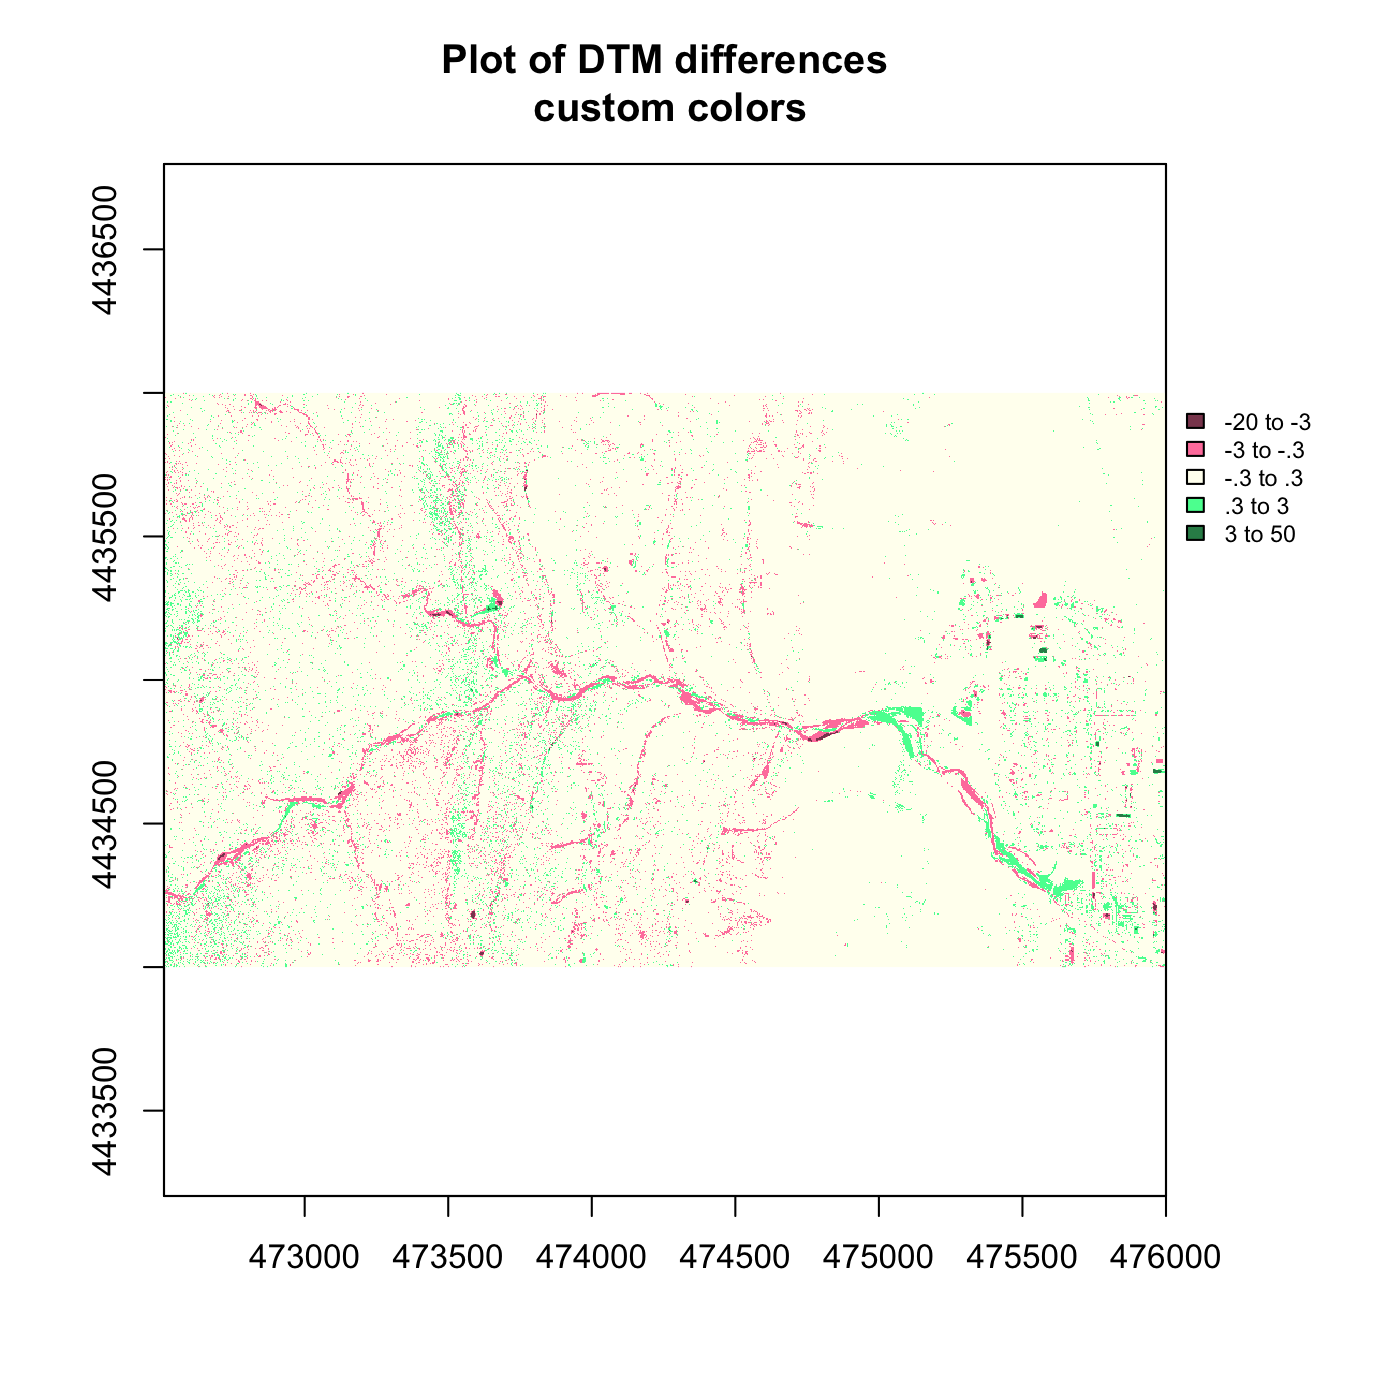 Plot of DTM differences
custom colors
4436500
4435500
4434500
4433500
-20 to -3
-3 to -.3
-.3 to .3
.3 to 3
3 to 50
473000 473500 474000 474500 475000 475500 476000